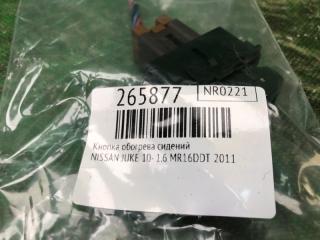 265877 NR0221
Кнопка обогрева сидений
NISSAN JUKE 10- 1.6 MR16DDT 2011